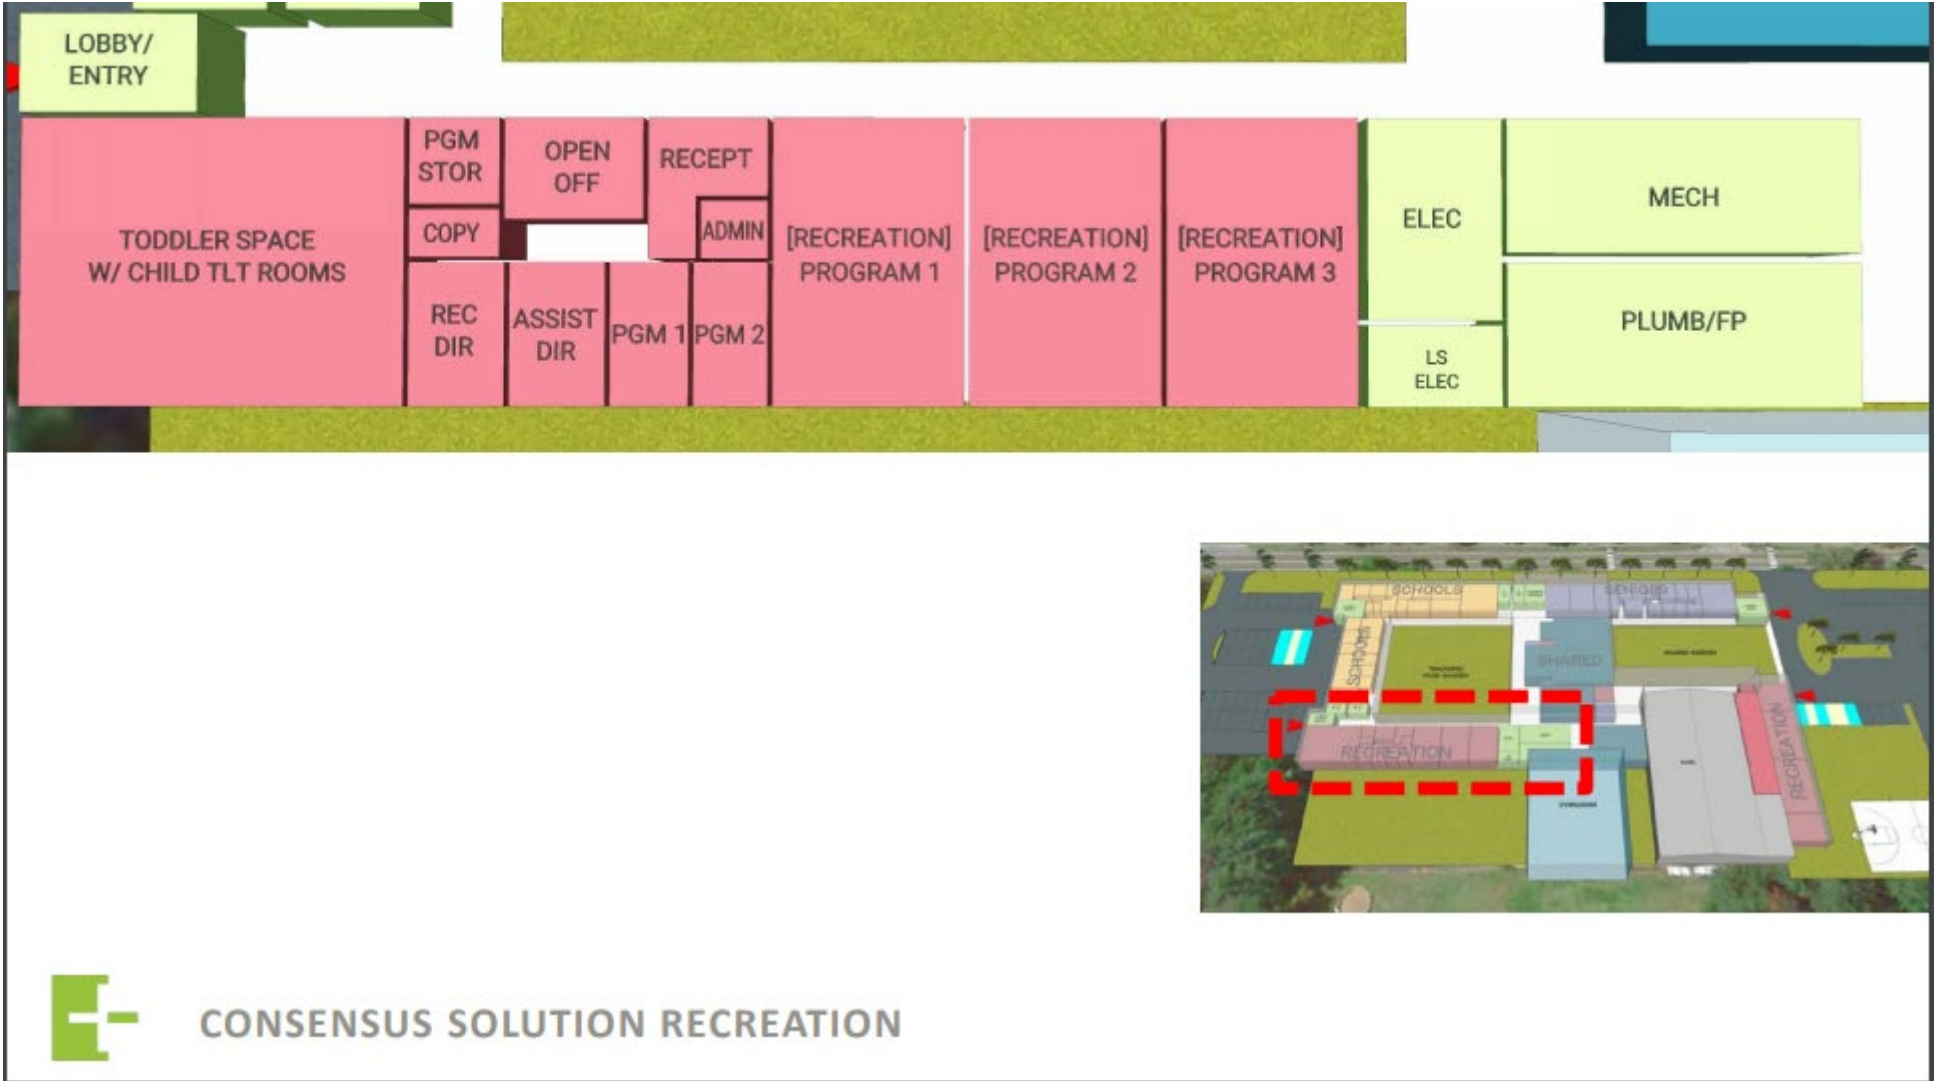 LOBBY/
ENTRY
TODDLER SPACE
W/ CHILD TLT ROOMS
PGM
STOR
COPY
OPEN
OFF
RECEPT
ADMIN
REC
DIR
ASSIST
DIR
PGM 1
PGM 2
[RECREATION]
PROGRAM 1
[RECREATION]
PROGRAM 2
[RECREATION]
PROGRAM 3
ELEC
LS
ELEC
MECH
PLUMB/FP
SCHOOLS
SENIORS
SCHOOLS
SHARED
RECREATION
RECREATION
CONSENSUS SOLUTION RECREATION